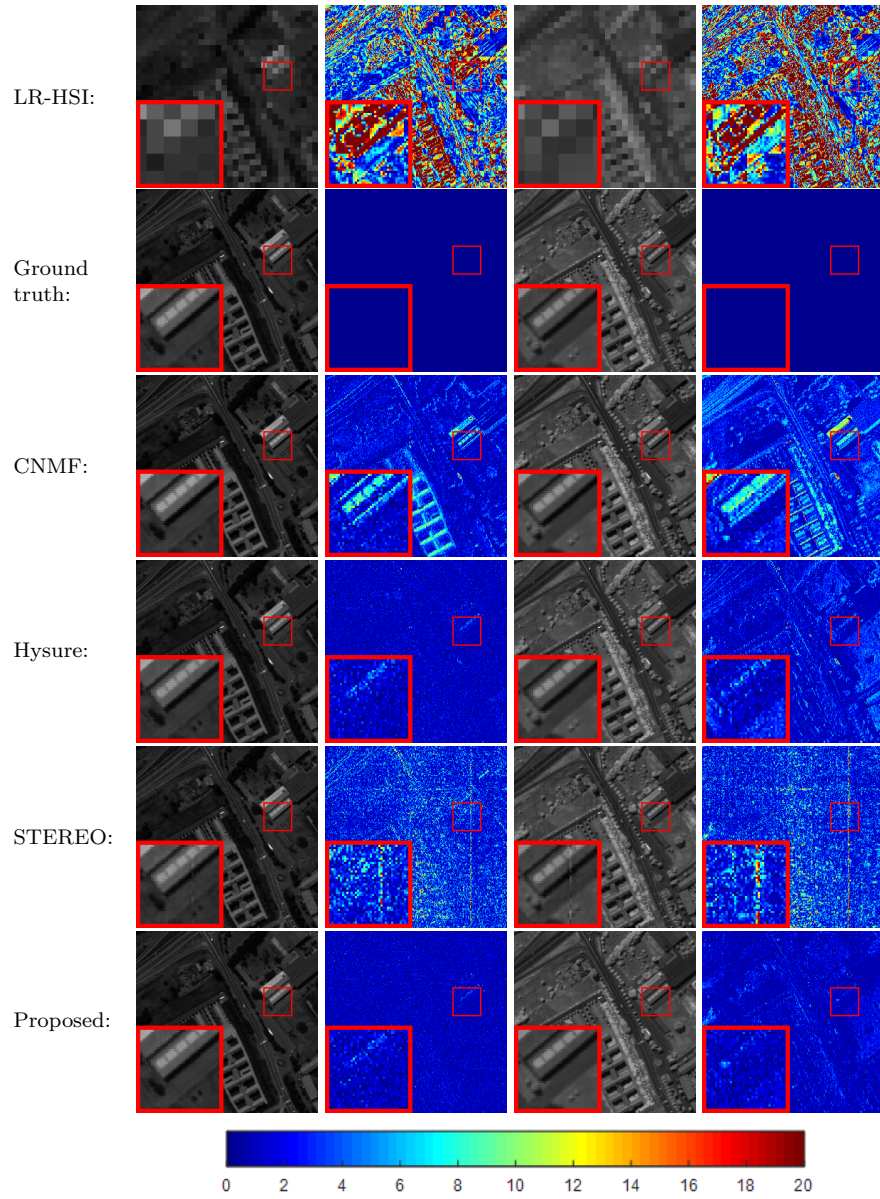 LR-HSI:
Ground
truth:
CNMF:
Hysure:
STEREO:
Proposed:
0 2 4 6 8 10 12 14 16 18 20